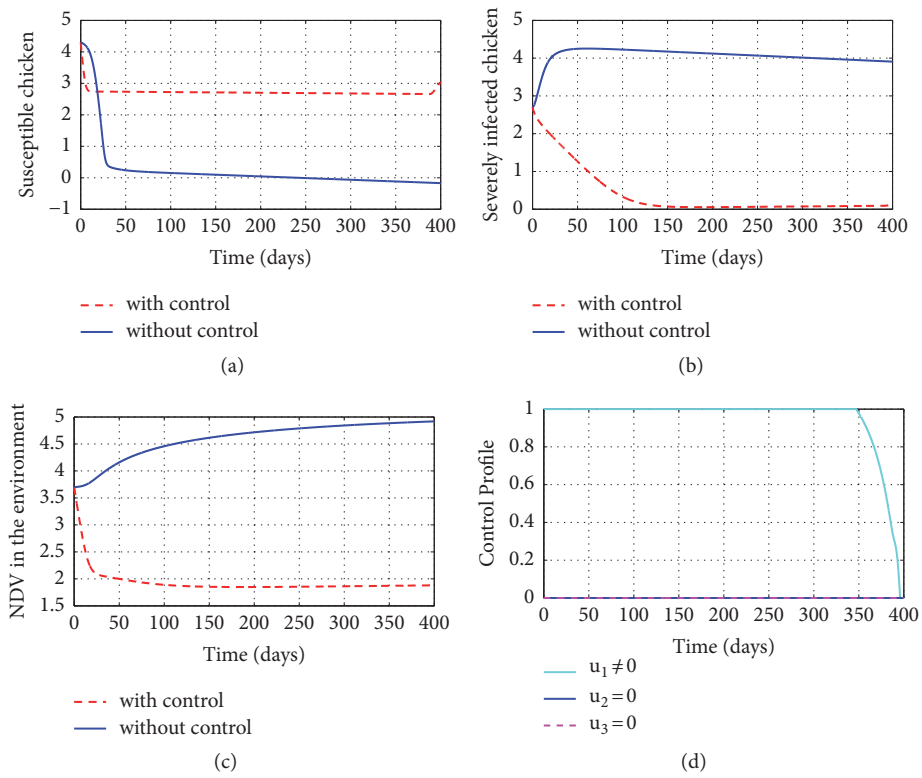 Susceptible chicken
5
4
3
2
1
0
−1
0 50 100 150 200 250 300 350 400
Time (days)
with control
without control
(a)
Severely infected chicken
5
4
3
2
1
0
0 50 100 150 200 250 300 350 400
Time (days)
with control
without control
(b)
NDV in the environment
5
4.5
4
3.5
3
2.5
2
1.5
0 50 100 150 200 250 300 350 400
Time (days)
with control
without control
(c)
Control Profile
1
0.8
0.6
0.4
0.2
0
0 50 100 150 200 250 300 350 400
Time (days)
u₁≠0
u₂=0
u₃=0
(d)